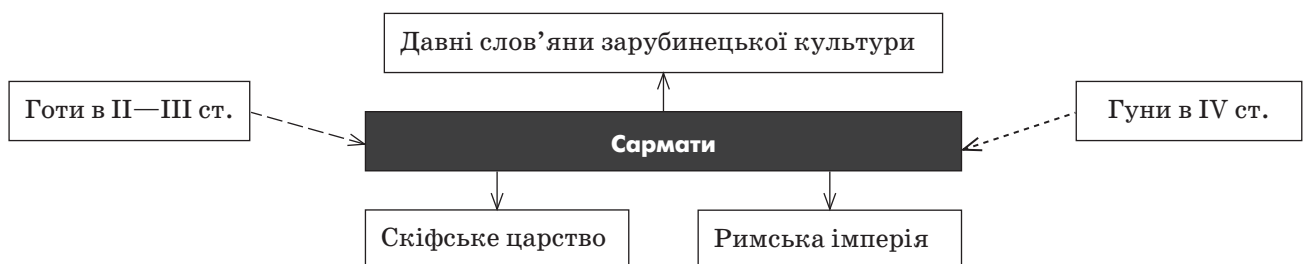 Давні слов’яни зарубинецької культури
Готи в II—III ст.
Гуни в IV ст.
Сармати
Скіфське царство
Римська імперія